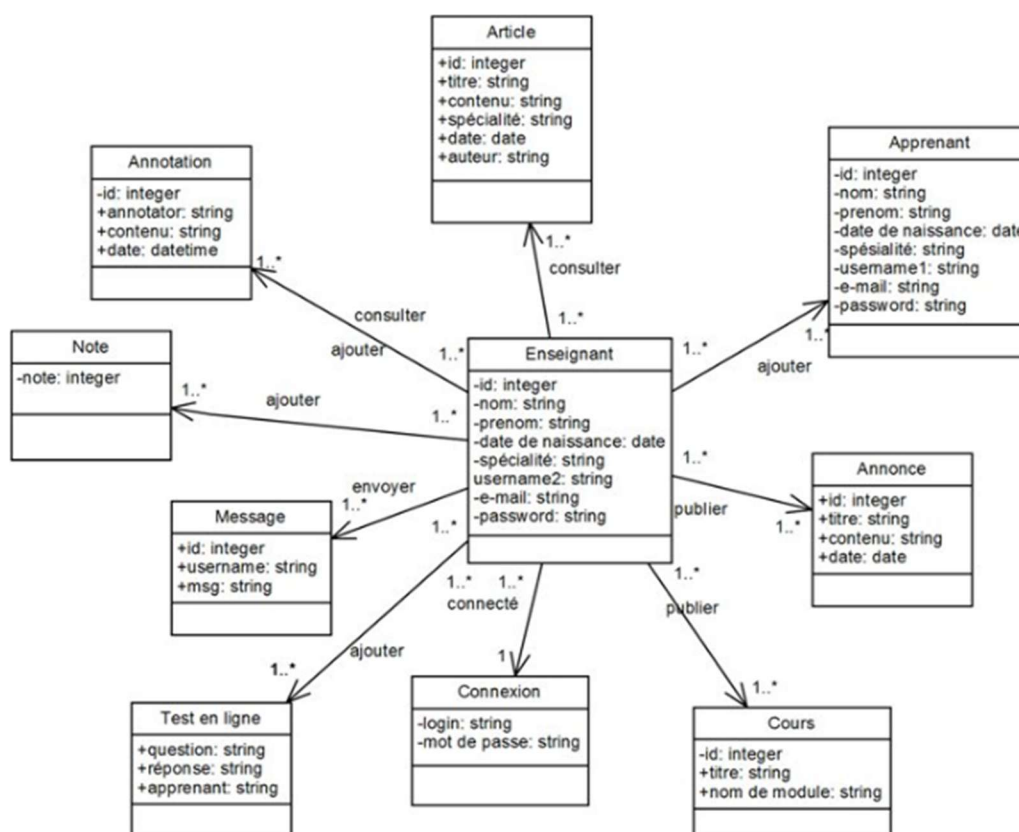 Article
+id: integer
+titre: string
+contenu: string
+spécialité: string
+date: date
+auteur: string
Annotation
-id: integer
+annotator: string
+contenu: string
+date: datetime
Apprenant
-id: integer
-nom: string
-prenom: string
-date de naissance: date
-spésialité: string
-username1: string
-e-mail: string
-password: string
1..*
consulter
1..*
1..*
consulter
ajouter
1..*
1..*
ajouter
1..*
Note
-note: integer
1..*
ajouter
1..*
Enseignant
-id: integer
-nom: string
-prenom: string
-date de naissance: date
-spécialité: string
username2: string
-e-mail: string
-password: string
1..*
publier
1..*
Annonce
+id: integer
+titre: string
+contenu: string
+date: date
envoyer
1..*
1..*
Message
+id: integer
+username: string
+msg: string
1..*
ajouter
1..*
1..*
connecté
1
1..*
publier
1..*
Test en ligne
+question: string
+réponse: string
+apprenant: string
Connexion
-login: string
-mot de passe: string
Cours
-id: integer
+titre: string
+nom de module: string